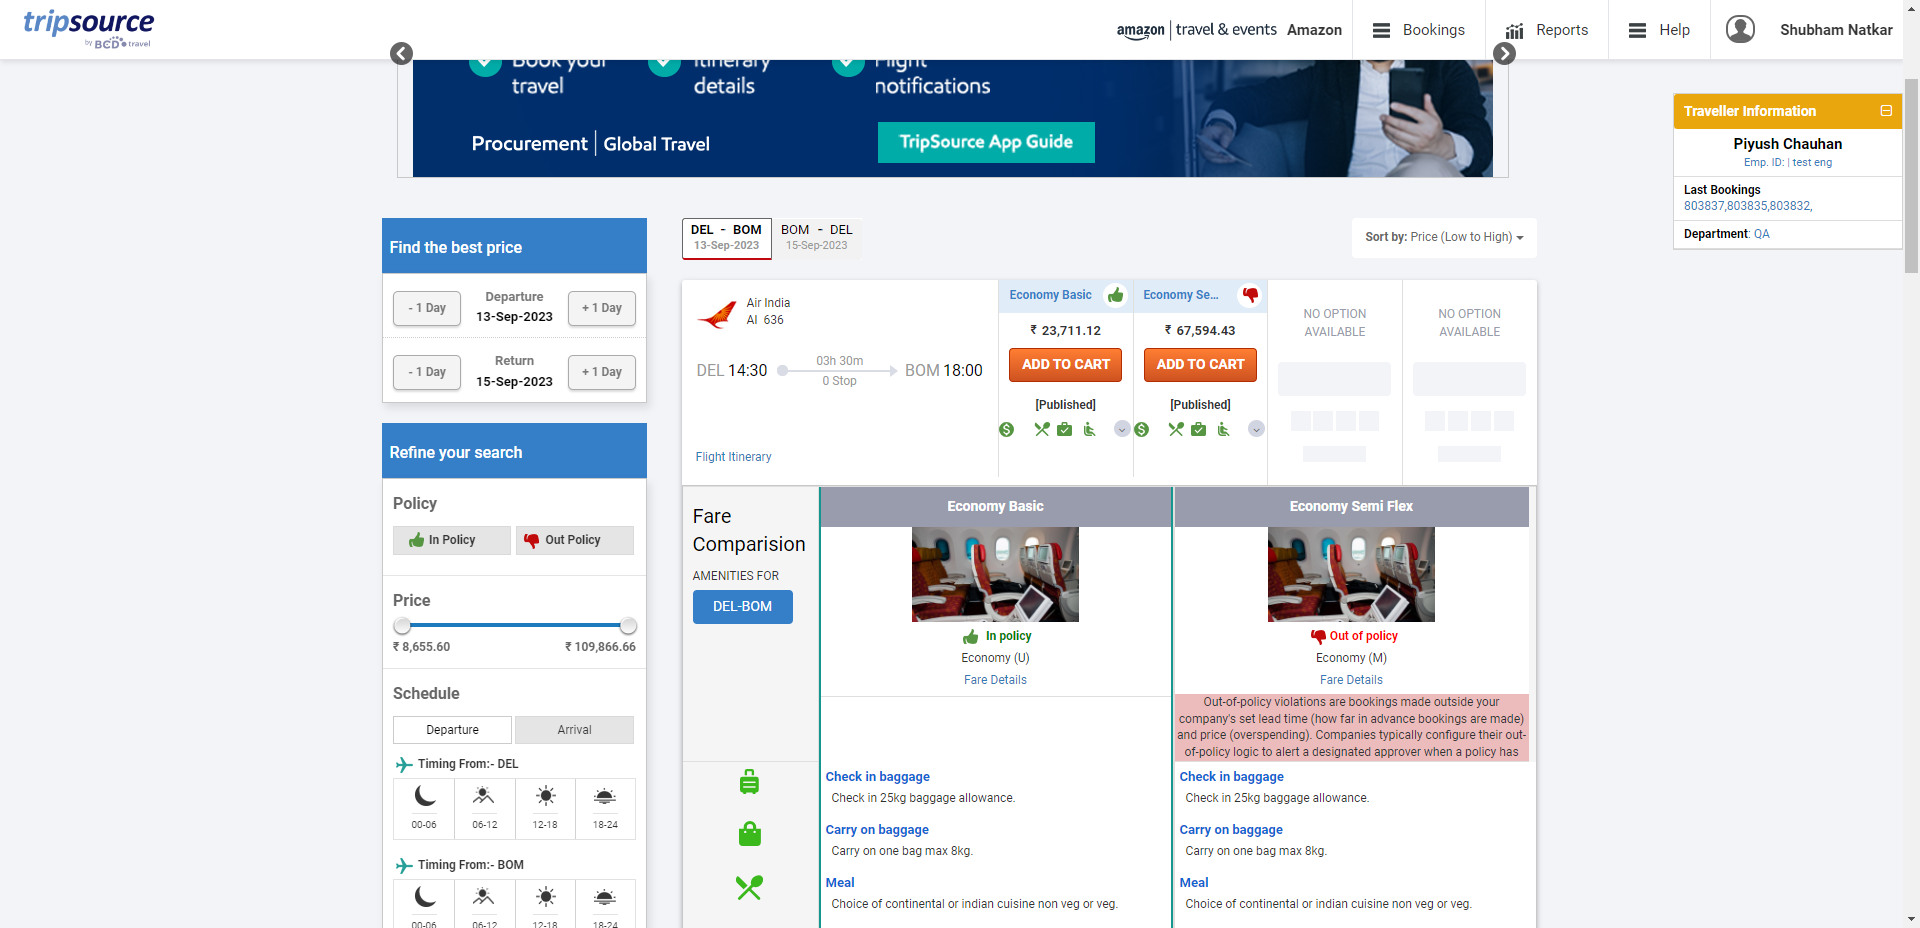 tripsource
by BCD travel
amazon | travel & events Amazon
Bookings
Reports
Help
Shubham Natkar
Book your
travel
Itinerary
details
Flight
notifications
Procurement | Global Travel
TripSource App Guide
Traveller Information
Piyush Chauhan
Emp. ID: | test eng
Last Bookings
803837,803835,803832,
Department: QA
Find the best price
- 1 Day
Departure
13-Sep-2023
+ 1 Day
- 1 Day
Return
15-Sep-2023
+ 1 Day
Refine your search
Policy
In Policy
Out Policy
Price
₹ 8,655.60
₹ 109,866.66
Schedule
Departure
Arrival
Timing From:- DEL
00-06
06-12
12-18
18-24
Timing From:- BOM
00-06
06-12
12-18
18-24
DEL - BOM
13-Sep-2023
BOM - DEL
15-Sep-2023
Sort by: Price (Low to High)
Air India
AI 636
DEL 14:30
03h 30m
0 Stop
BOM 18:00
Flight Itinerary
Economy Basic
₹ 23,711.12
ADD TO CART
[Published]
Economy Se...
₹ 67,594.43
ADD TO CART
[Published]
NO OPTION
AVAILABLE
NO OPTION
AVAILABLE
Fare
Comparision
AMENITIES FOR
DEL-BOM
Economy Basic
In policy
Economy (U)
Fare Details
Economy Semi Flex
Out of policy
Economy (M)
Fare Details
Out-of-policy violations are bookings made outside your
company's set lead time (how far in advance bookings are made)
and price (overspending). Companies typically configure their out-
of-policy logic to alert a designated approver when a policy has
Check in baggage
Check in 25kg baggage allowance.
Check in baggage
Check in 25kg baggage allowance.
Carry on baggage
Carry on one bag max 8kg.
Carry on baggage
Carry on one bag max 8kg.
Meal
Choice of continental or indian cuisine non veg or veg.
Meal
Choice of continental or indian cuisine non veg or veg.